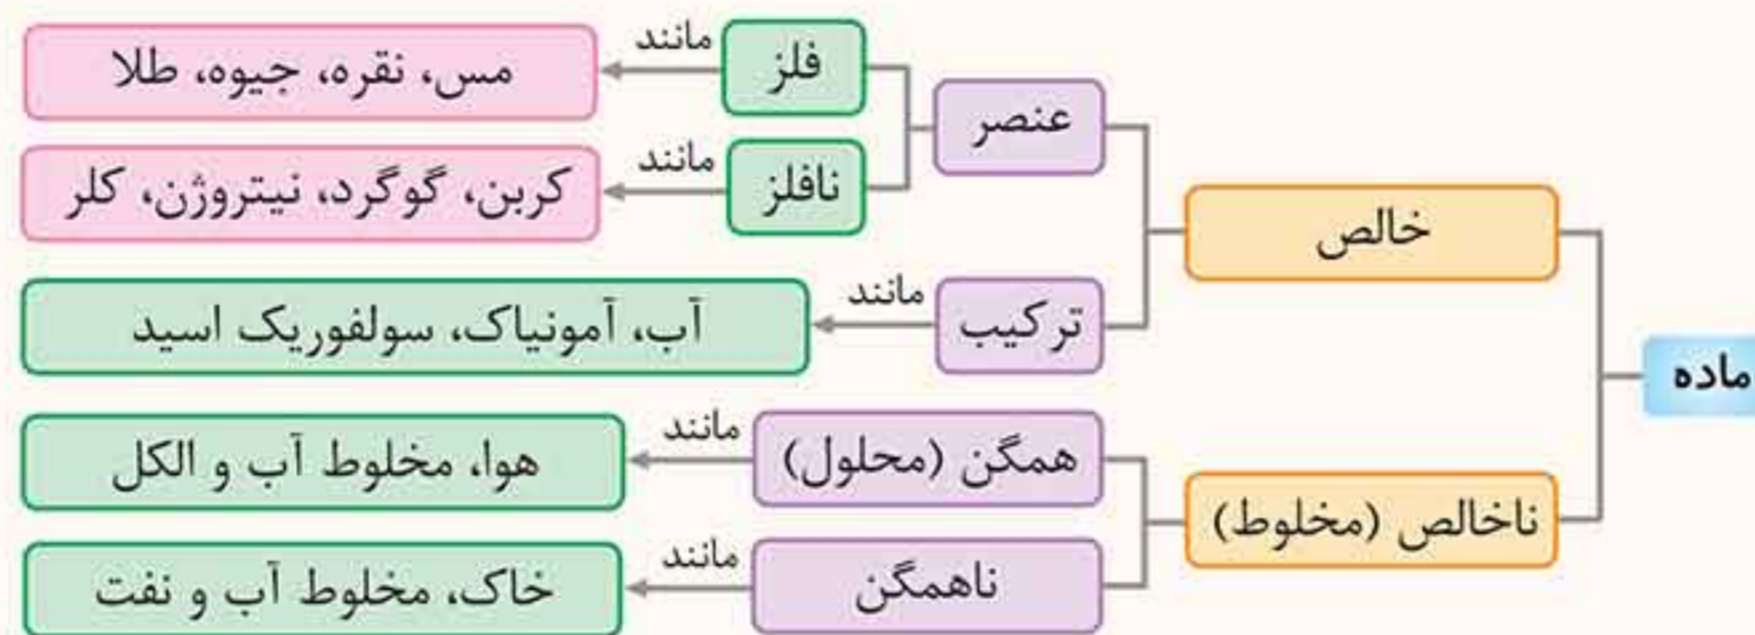 ماده
خالص
عنصر
فلز
مانند
مس، نقره، جیوه، طلا
نافلز
مانند
کربن، گوگرد، نیتروژن، کلر
ترکیب
مانند
آب، آمونیاک، سولفوریک اسید
ناخالص (مخلوط)
همگن (محلول)
مانند
هوا، مخلوط آب و الکل
ناهمگن
مانند
خاک، مخلوط آب و نفت